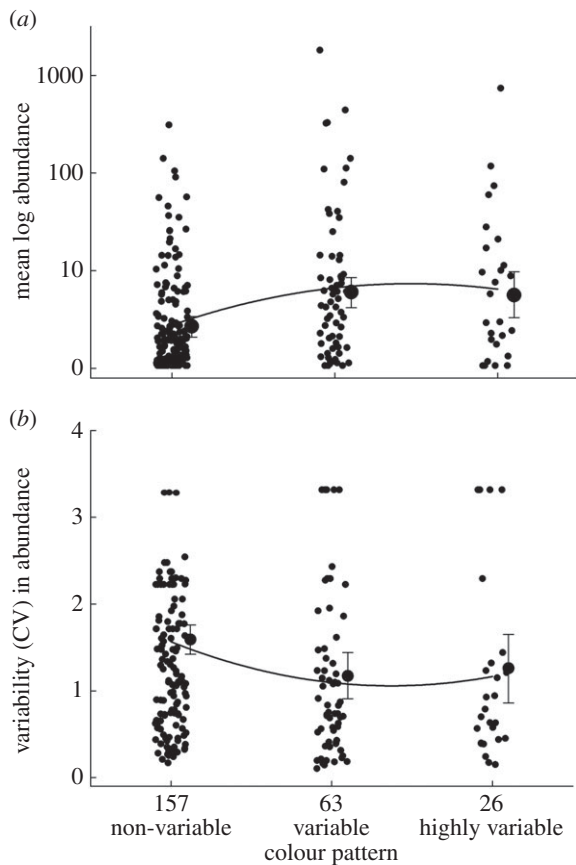 (a)
mean log abundance
1000
100
10
0
(b)
variability (CV) in abundance
4
3
2
1
0
157 63 26
non-variable variable highly variable
colour pattern